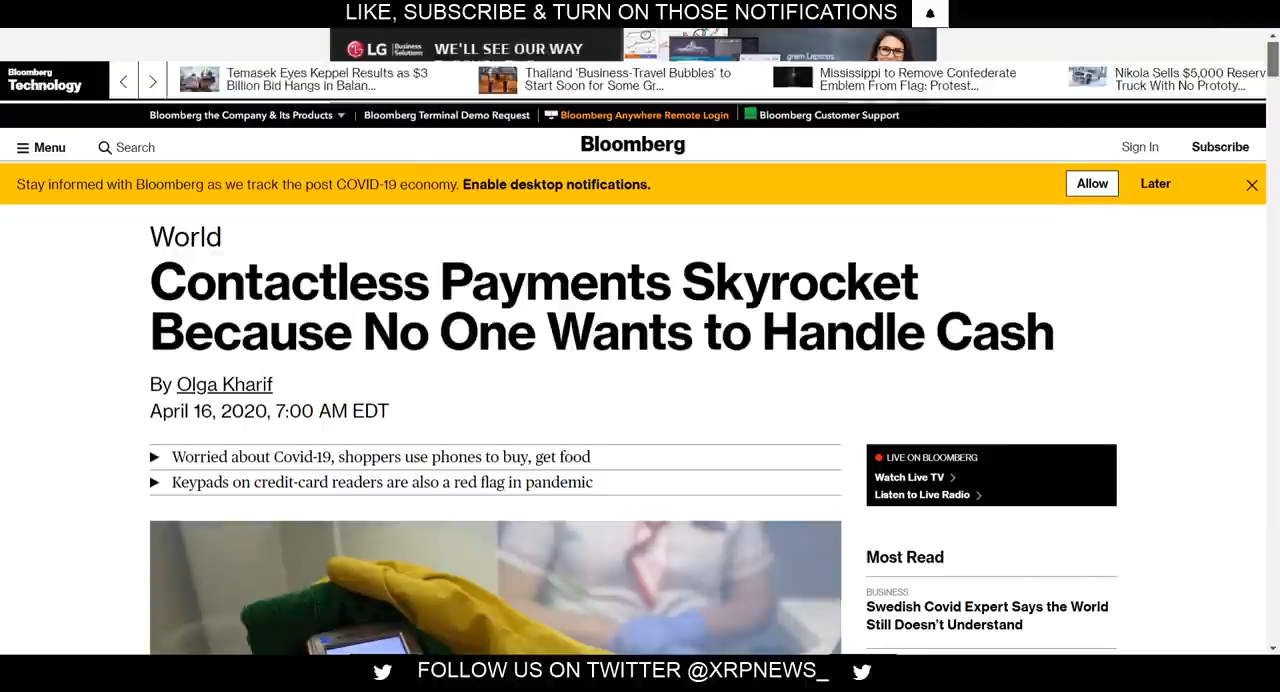 LIKE, SUBSCRIBE & TURN ON THOSE NOTIFICATIONS
LG Business Solutions WE'LL SEE OUR WAY
Bloomberg
Technology
Temasek Eyes Keppel Results as $3
Billion Bid Hangs in Balan...
Thailand 'Business-Travel Bubbles' to
Start Soon for Some Gr...
Mississippi to Remove Confederate
Emblem From Flag: Protest...
Nikola Sells $5,000 Reserv
Truck With No Prototy...
Bloomberg the Company & Its Products
Bloomberg Terminal Demo Request
Bloomberg Anywhere Remote Login
Bloomberg Customer Support
Menu
Search
Bloomberg
Sign In
Subscribe
Stay informed with Bloomberg as we track the post COVID-19 economy. Enable desktop notifications.
Allow
Later
World
Contactless Payments Skyrocket
Because No One Wants to Handle Cash
By Olga Kharif
April 16, 2020, 7:00 AM EDT
Worried about Covid-19, shoppers use phones to buy, get food
Keypads on credit-card readers are also a red flag in pandemic
LIVE ON BLOOMBERG
Watch Live TV
Listen to Live Radio
Most Read
BUSINESS
Swedish Covid Expert Says the World
Still Doesn't Understand
FOLLOW US ON TWITTER @XRPNEWS_